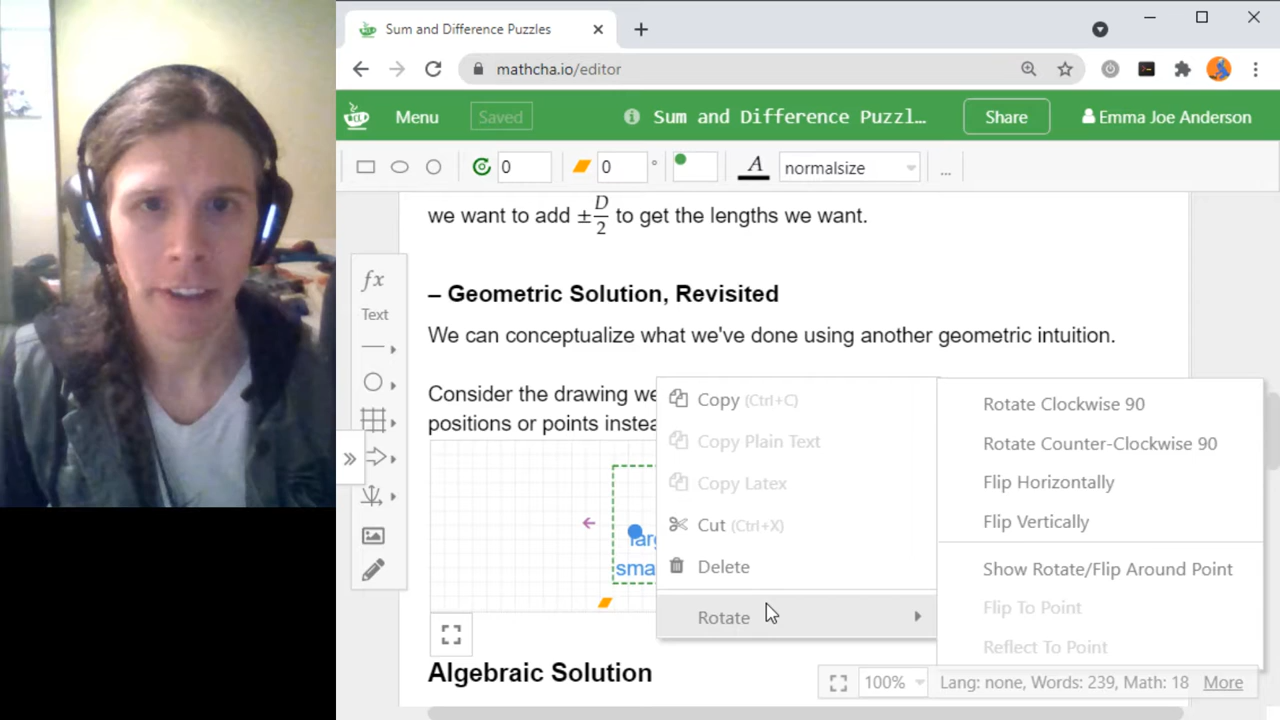 Sum and Difference Puzzles
mathcha.io/editor
Menu
Saved
Sum and Difference Puzzl...
Share
Emma Joe Anderson
0
0
°
A
normalsize
...
we want to add ±D/2 to get the lengths we want.
– Geometric Solution, Revisited
We can conceptualize what we've done using another geometric intuition.
Consider the drawing we
positions or points instea
fx
Text
Copy (Ctrl+C)
Copy Plain Text
Copy Latex
Cut (Ctrl+X)
Delete
Rotate
Rotate Clockwise 90
Rotate Counter-Clockwise 90
Flip Horizontally
Flip Vertically
Show Rotate/Flip Around Point
Flip To Point
Reflect To Point
larg
smal
Algebraic Solution
100%
Lang: none, Words: 239, Math: 18
More